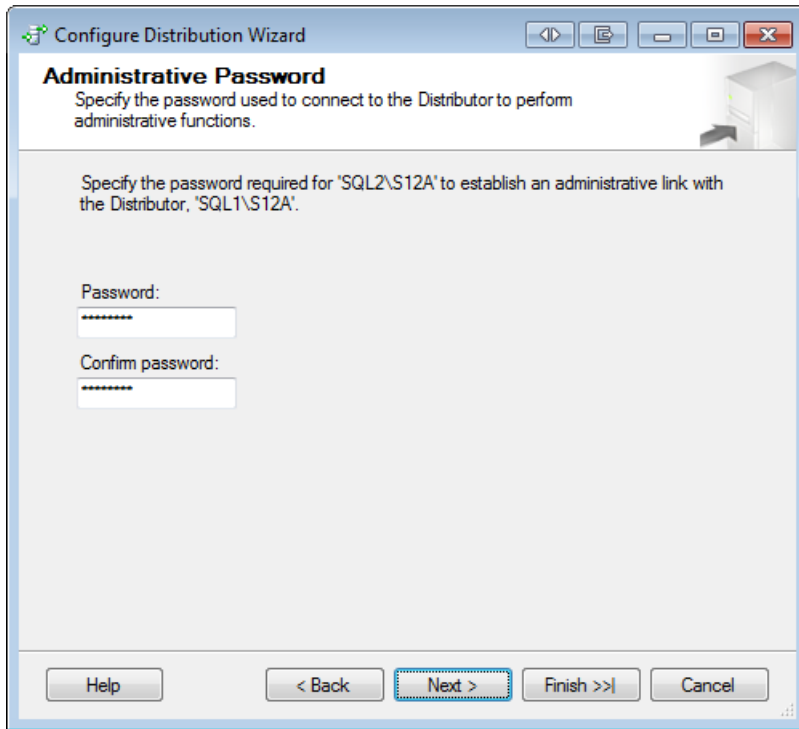 Configure Distribution Wizard
Administrative Password
Specify the password used to connect to the Distributor to perform
administrative functions.
Specify the password required for 'SQL2\S12A' to establish an administrative link with
the Distributor, 'SQL1\S12A'.
Password:
********
Confirm password:
********
Help
< Back
Next >
Finish >>|
Cancel